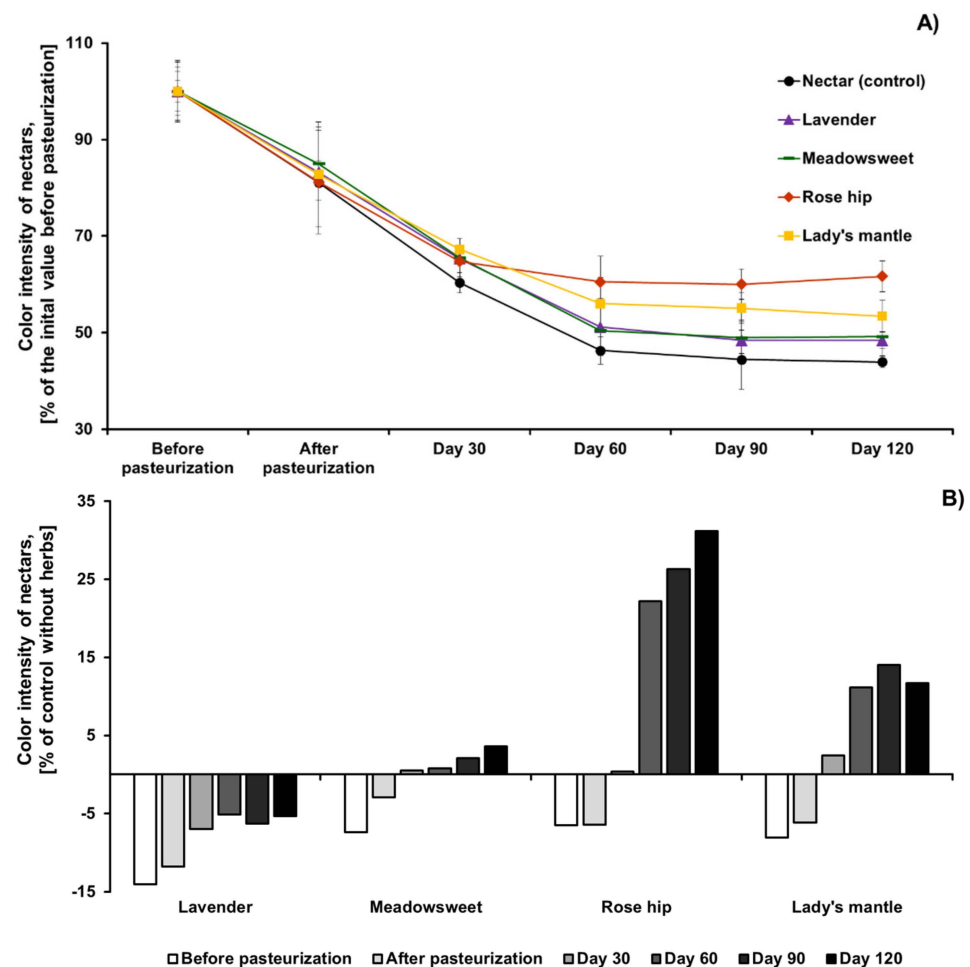 A)
Color intensity of nectars,
[% of the inital value before pasteurization]
110
90
70
50
30
Nectar (control)
Lavender
Meadowsweet
Rose hip
Lady's mantle
Before
pasteurization
After
pasteurization
Day 30
Day 60
Day 90
Day 120
B)
Color intensity of nectars,
[% of control without herbs]
35
25
15
5
-5
-15
Lavender
Meadowsweet
Rose hip
Lady's mantle
Before pasteurization
After pasteurization
Day 30
Day 60
Day 90
Day 120